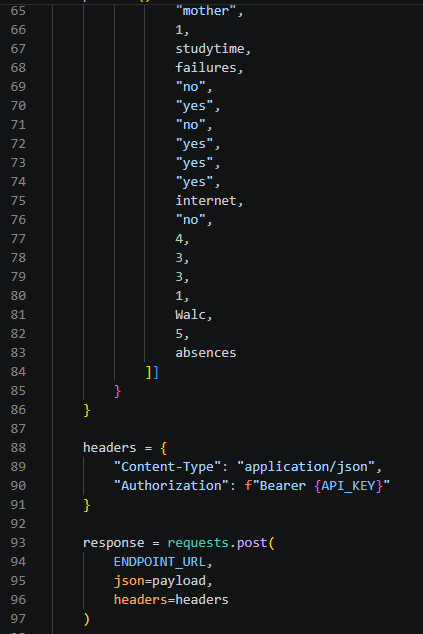 65 "mother",
66 1,
67 studytime,
68 failures,
69 "no",
70 "yes",
71 "no",
72 "yes",
73 "yes",
74 "yes",
75 internet,
76 "no",
77 4,
78 3,
79 3,
80 1,
81 Walc,
82 5,
83 absences
84 ]]
85 }
86 }
87
88 headers = {
89 "Content-Type": "application/json",
90 "Authorization": f"Bearer {API_KEY}"
91 }
92
93 response = requests.post(
94 ENDPOINT_URL,
95 json=payload,
96 headers=headers
97 )